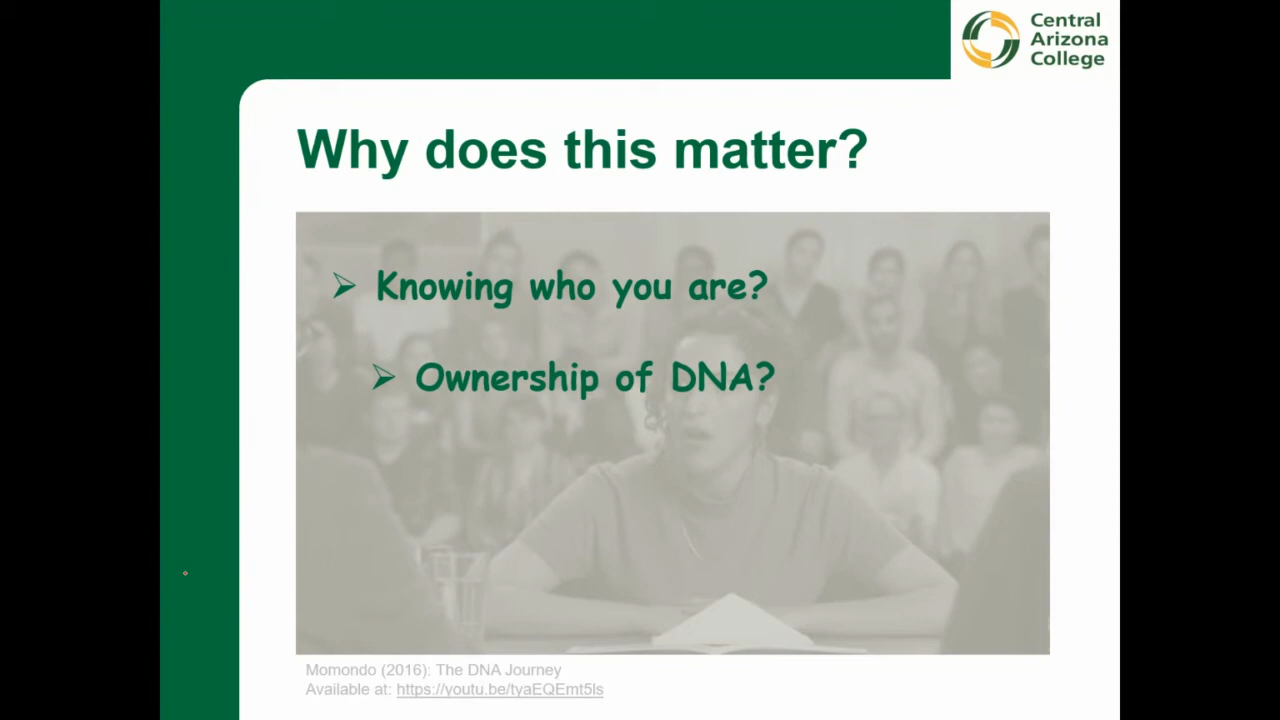 Central
Arizona
College
Why does this matter?
Knowing who you are?
Ownership of DNA?
Momondo (2016): The DNA Journey
Available at: https://youtu.be/tyaEQEmt5ls